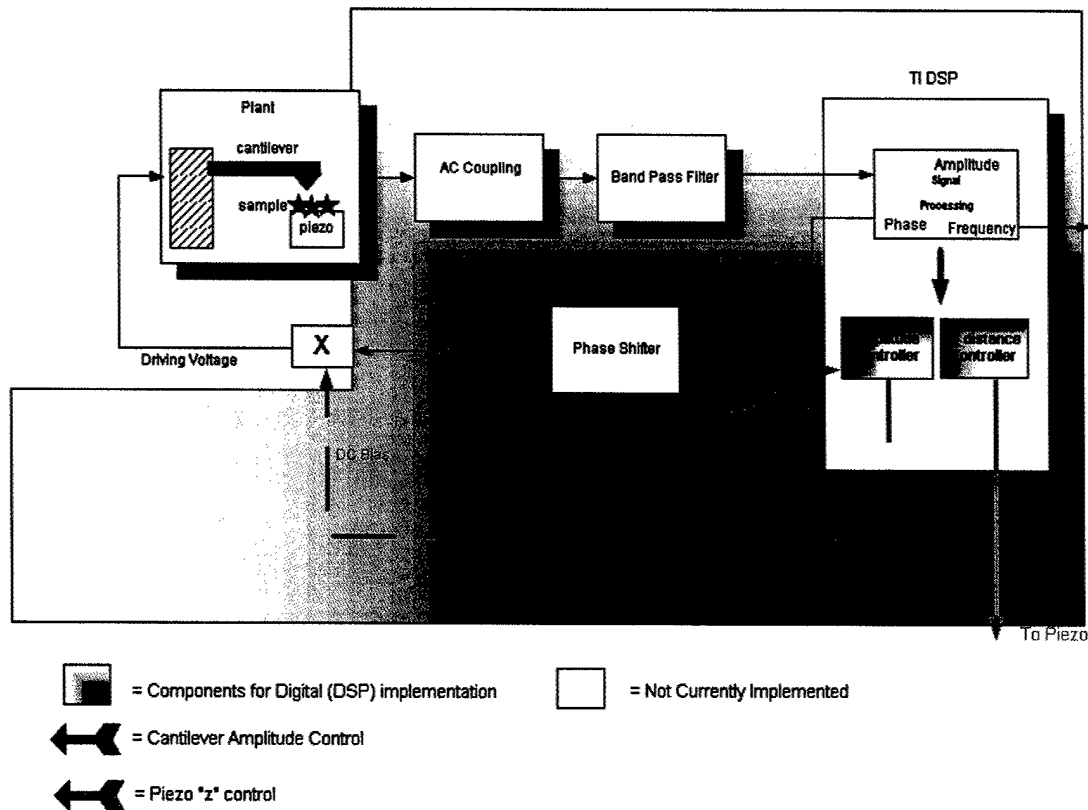 TI DSP
Plant
cantilever
sample
piezo
AC Coupling
Band Pass Filter
Amplitude
Signal
Processing
Phase
Frequency
X
Driving Voltage
Phase Shifter
distance
DC Bias
To Piezo
= Components for Digital (DSP) implementation
= Not Currently Implemented
= Cantilever Amplitude Control
= Piezo "z" control